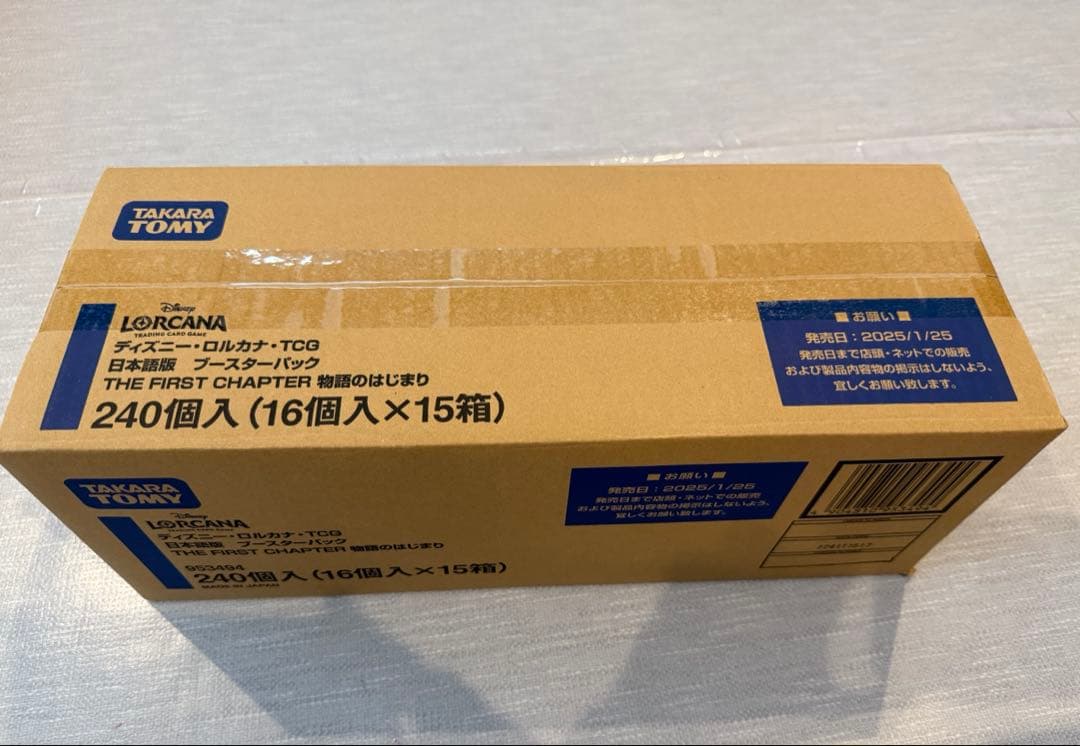 TAKARA
TOMY
Disney
LORCANA
TRADING CARD GAME
ディズニー・ロルカナ・TCG
日本語版 ブースターパック
THE FIRST CHAPTER 物語のはじまり
240個入(16個入×15箱)
■お願い■
発売日:2025/1/25
発売日まで店頭・ネットでの販売
および製品内容物の掲示はしないよう、
宜しくお願い致します。
TAKARA
TOMY
Disney
LORCANA
TRADING CARD GAME
ディズニー・ロルカナ・TCG
日本語版 ブースターパック
THE FIRST CHAPTER 物語のはじまり
953494
240個入(16個入×15箱)
MADE IN JAPAN
■お願い■
発売日:2025/1/25
発売日まで店頭・ネットでの販売
および製品内容物の掲示はしないよう、
宜しくお願い致します。